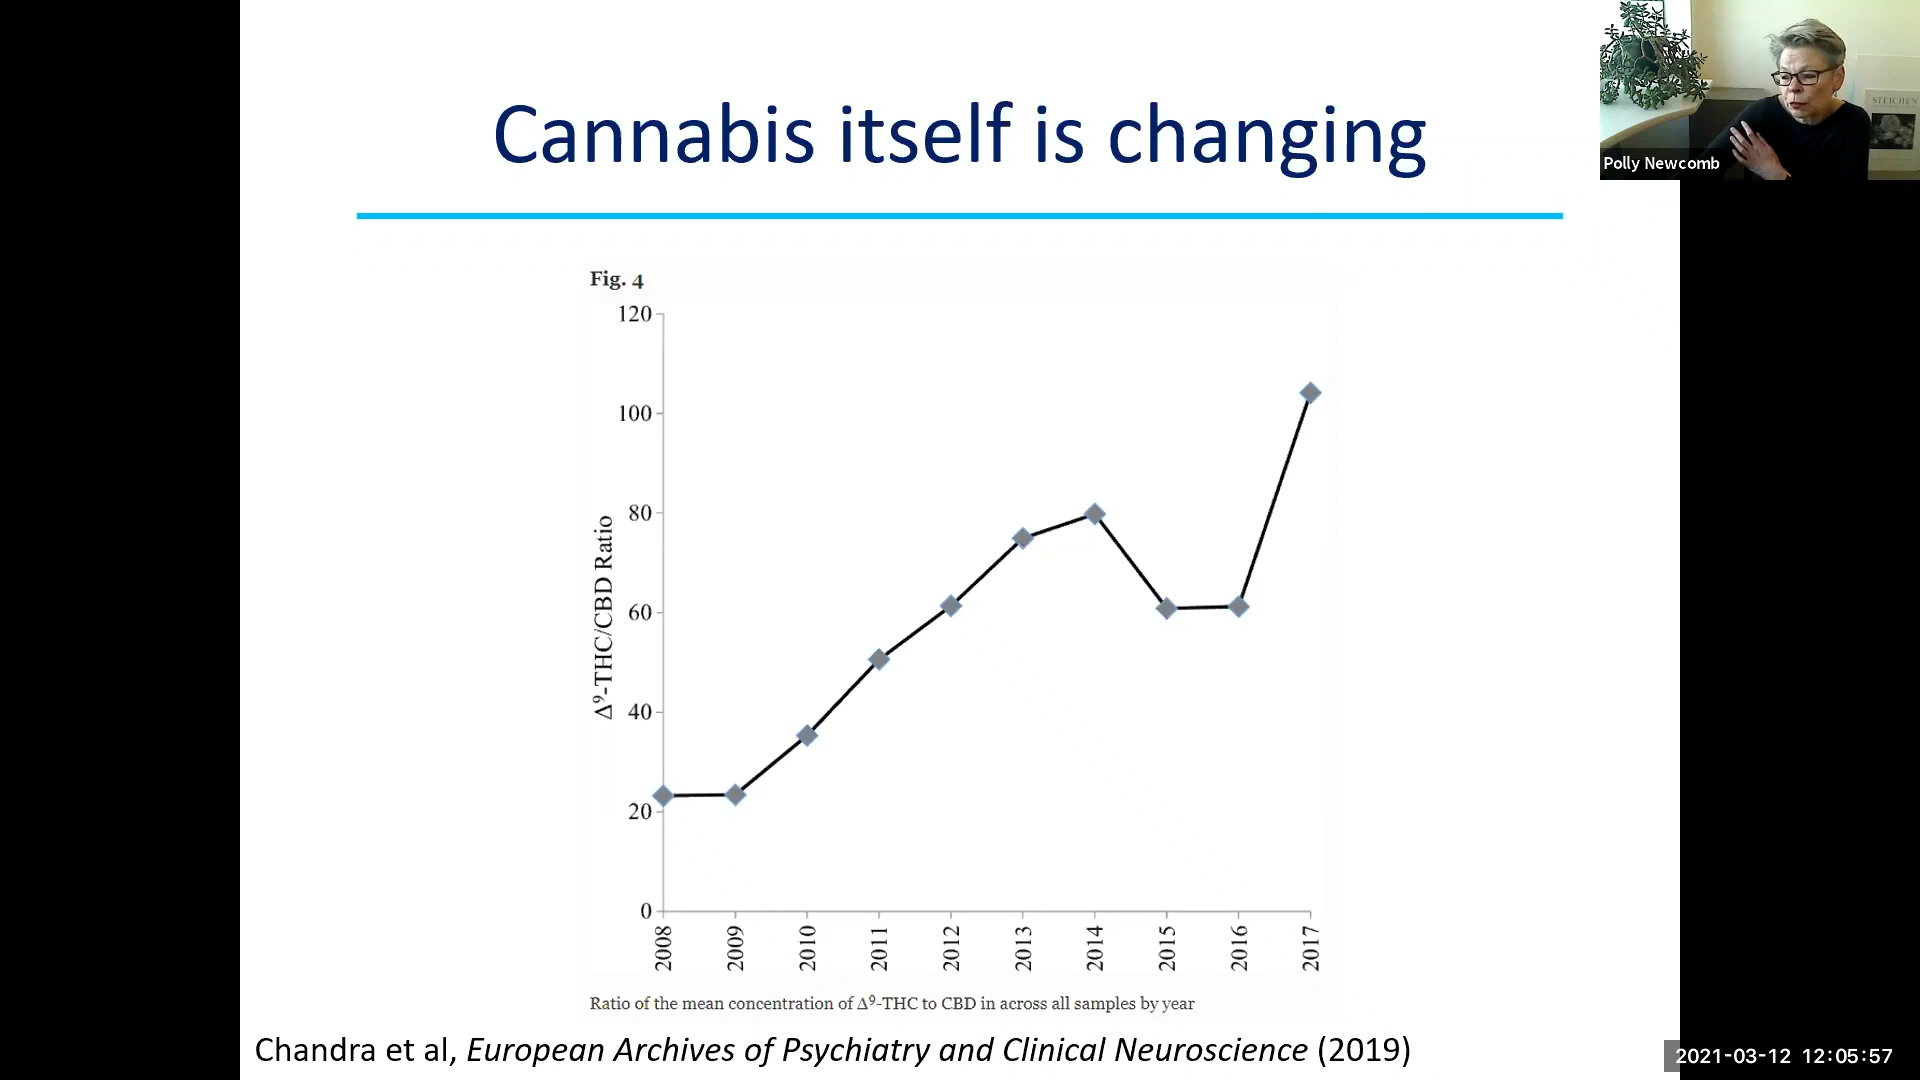 Cannabis itself is changing
STEICHEN
Polly Newcomb
Fig. 4
120
100
80
60
40
20
0
Δ⁹-THC/CBD Ratio
2008 2009 2010 2011 2012 2013 2014 2015 2016 2017
Ratio of the mean concentration of Δ⁹-THC to CBD in across all samples by year
Chandra et al, European Archives of Psychiatry and Clinical Neuroscience (2019)
2021-03-12 12:05:57